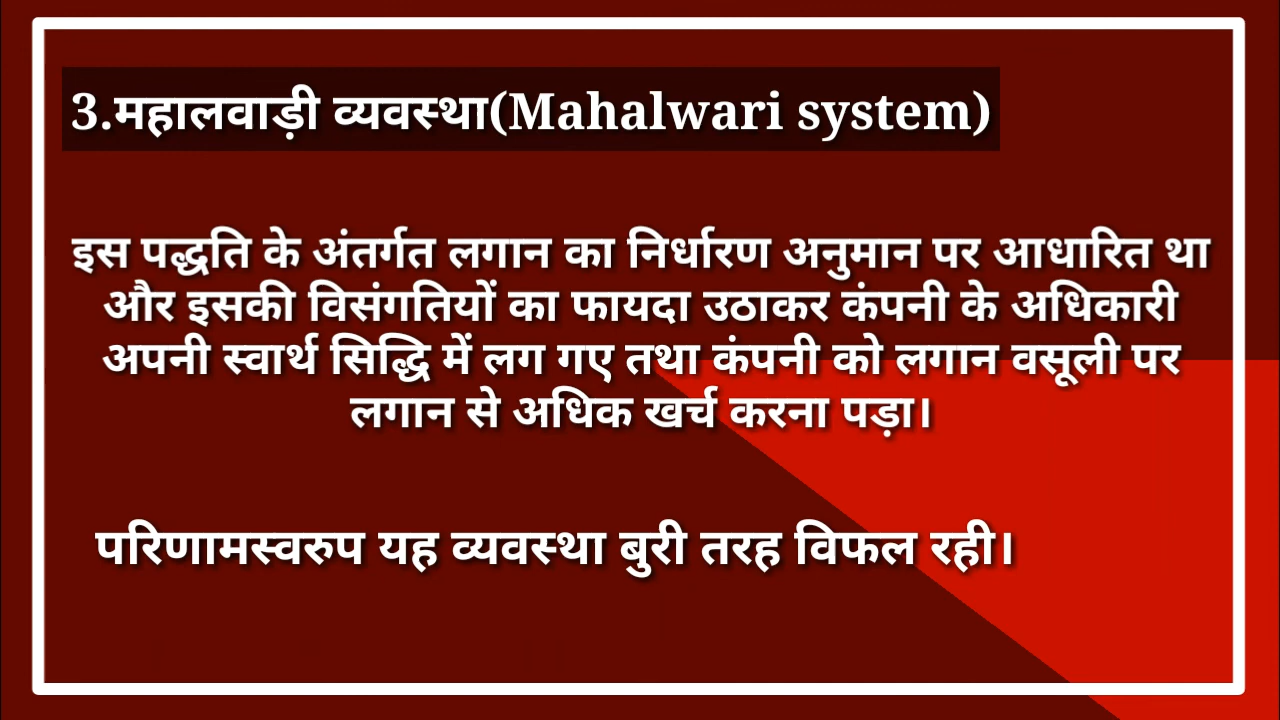 3.महालवाड़ी व्यवस्था(Mahalwari system)
इस पद्धति के अंतर्गत लगान का निर्धारण अनुमान पर आधारित था
और इसकी विसंगतियों का फायदा उठाकर कंपनी के अधिकारी
अपनी स्वार्थ सिद्धि में लग गए तथा कंपनी को लगान वसूली पर
लगान से अधिक खर्च करना पड़ा।
परिणामस्वरुप यह व्यवस्था बुरी तरह विफल रही।